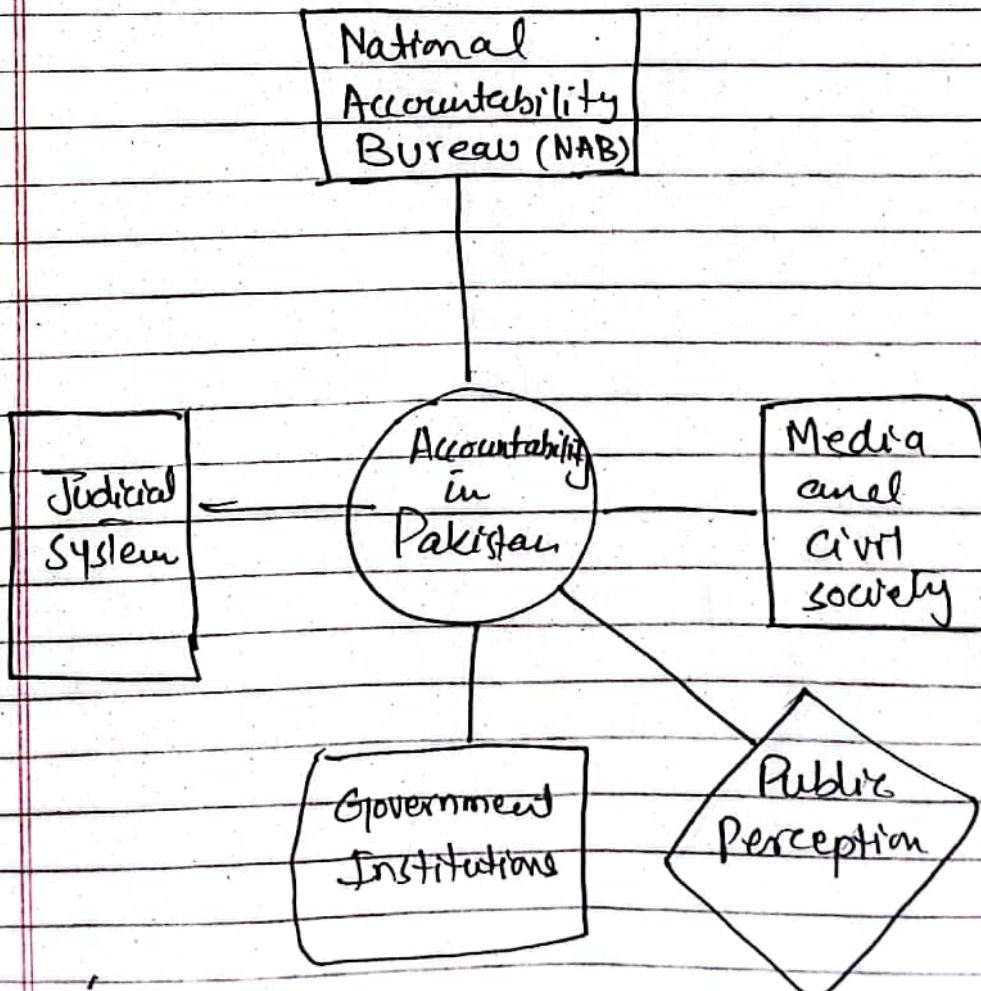 National
Accountability
Bureau (NAB)
Accountability
in
Pakistan
Judicial
System
Media
and
Civil
society
Government
Institutions
Public
Perception